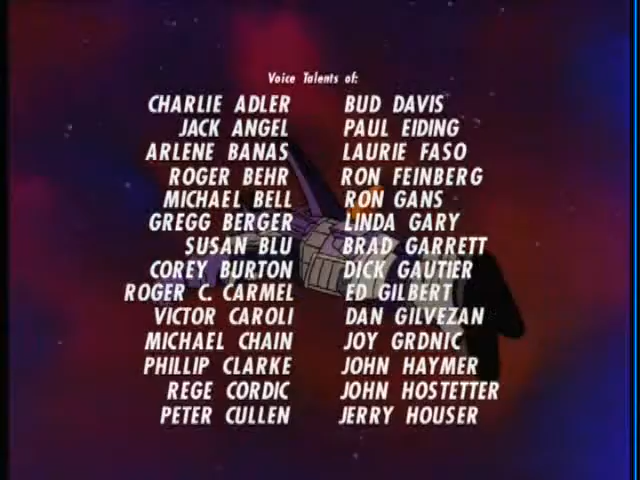 Voice Talents of:
CHARLIE ADLER BUD DAVIS
JACK ANGEL PAUL EIDING
ARLENE BANAS LAURIE FASO
ROGER BEHR RON FEINBERG
MICHAEL BELL RON GANS
GREGG BERGER LINDA GARY
SUSAN BLU BRAD GARRETT
COREY BURTON DICK GAUTIER
ROGER C. CARMEL ED GILBERT
VICTOR CAROLI DAN GILVEZAN
MICHAEL CHAIN JOY GRDNIC
PHILLIP CLARKE JOHN HAYMER
REGE CORDIC JOHN HOSTETTER
PETER CULLEN JERRY HOUSER